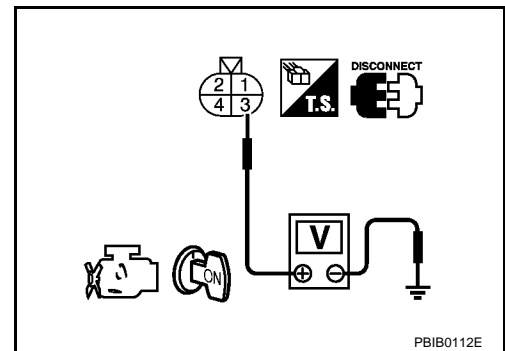 DISCONNECT
2 1
4 3
T.S.
V
ON
+ −
PBIB0112E